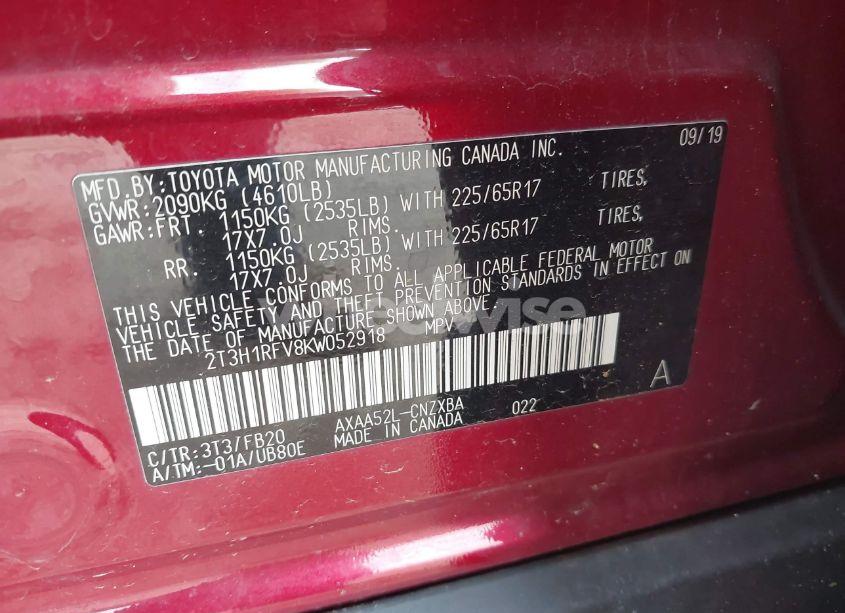 09/19
MFD.BY:TOYOTA MOTOR MANUFACTURING CANADA INC.
GVWR:2090KG (4610LB)
GAWR:FRT. 1150KG (2535LB) WITH 225/65R17 TIRES,
17X7.0J RIMS.
RR. 1150KG (2535LB) WITH 225/65R17 TIRES,
17X7.0J RIMS.
THIS VEHICLE CONFORMS TO ALL APPLICABLE FEDERAL MOTOR
VEHICLE SAFETY AND THEFT PREVENTION STANDARDS IN EFFECT ON
THE DATE OF MANUFACTURE SHOWN ABOVE.
2T3H1RFV8KW052918 MPV
A
C/TR:3T3/FB20 AXAA52L-CNZXBA 022
A/TM:-01A/UB80E MADE IN CANADA